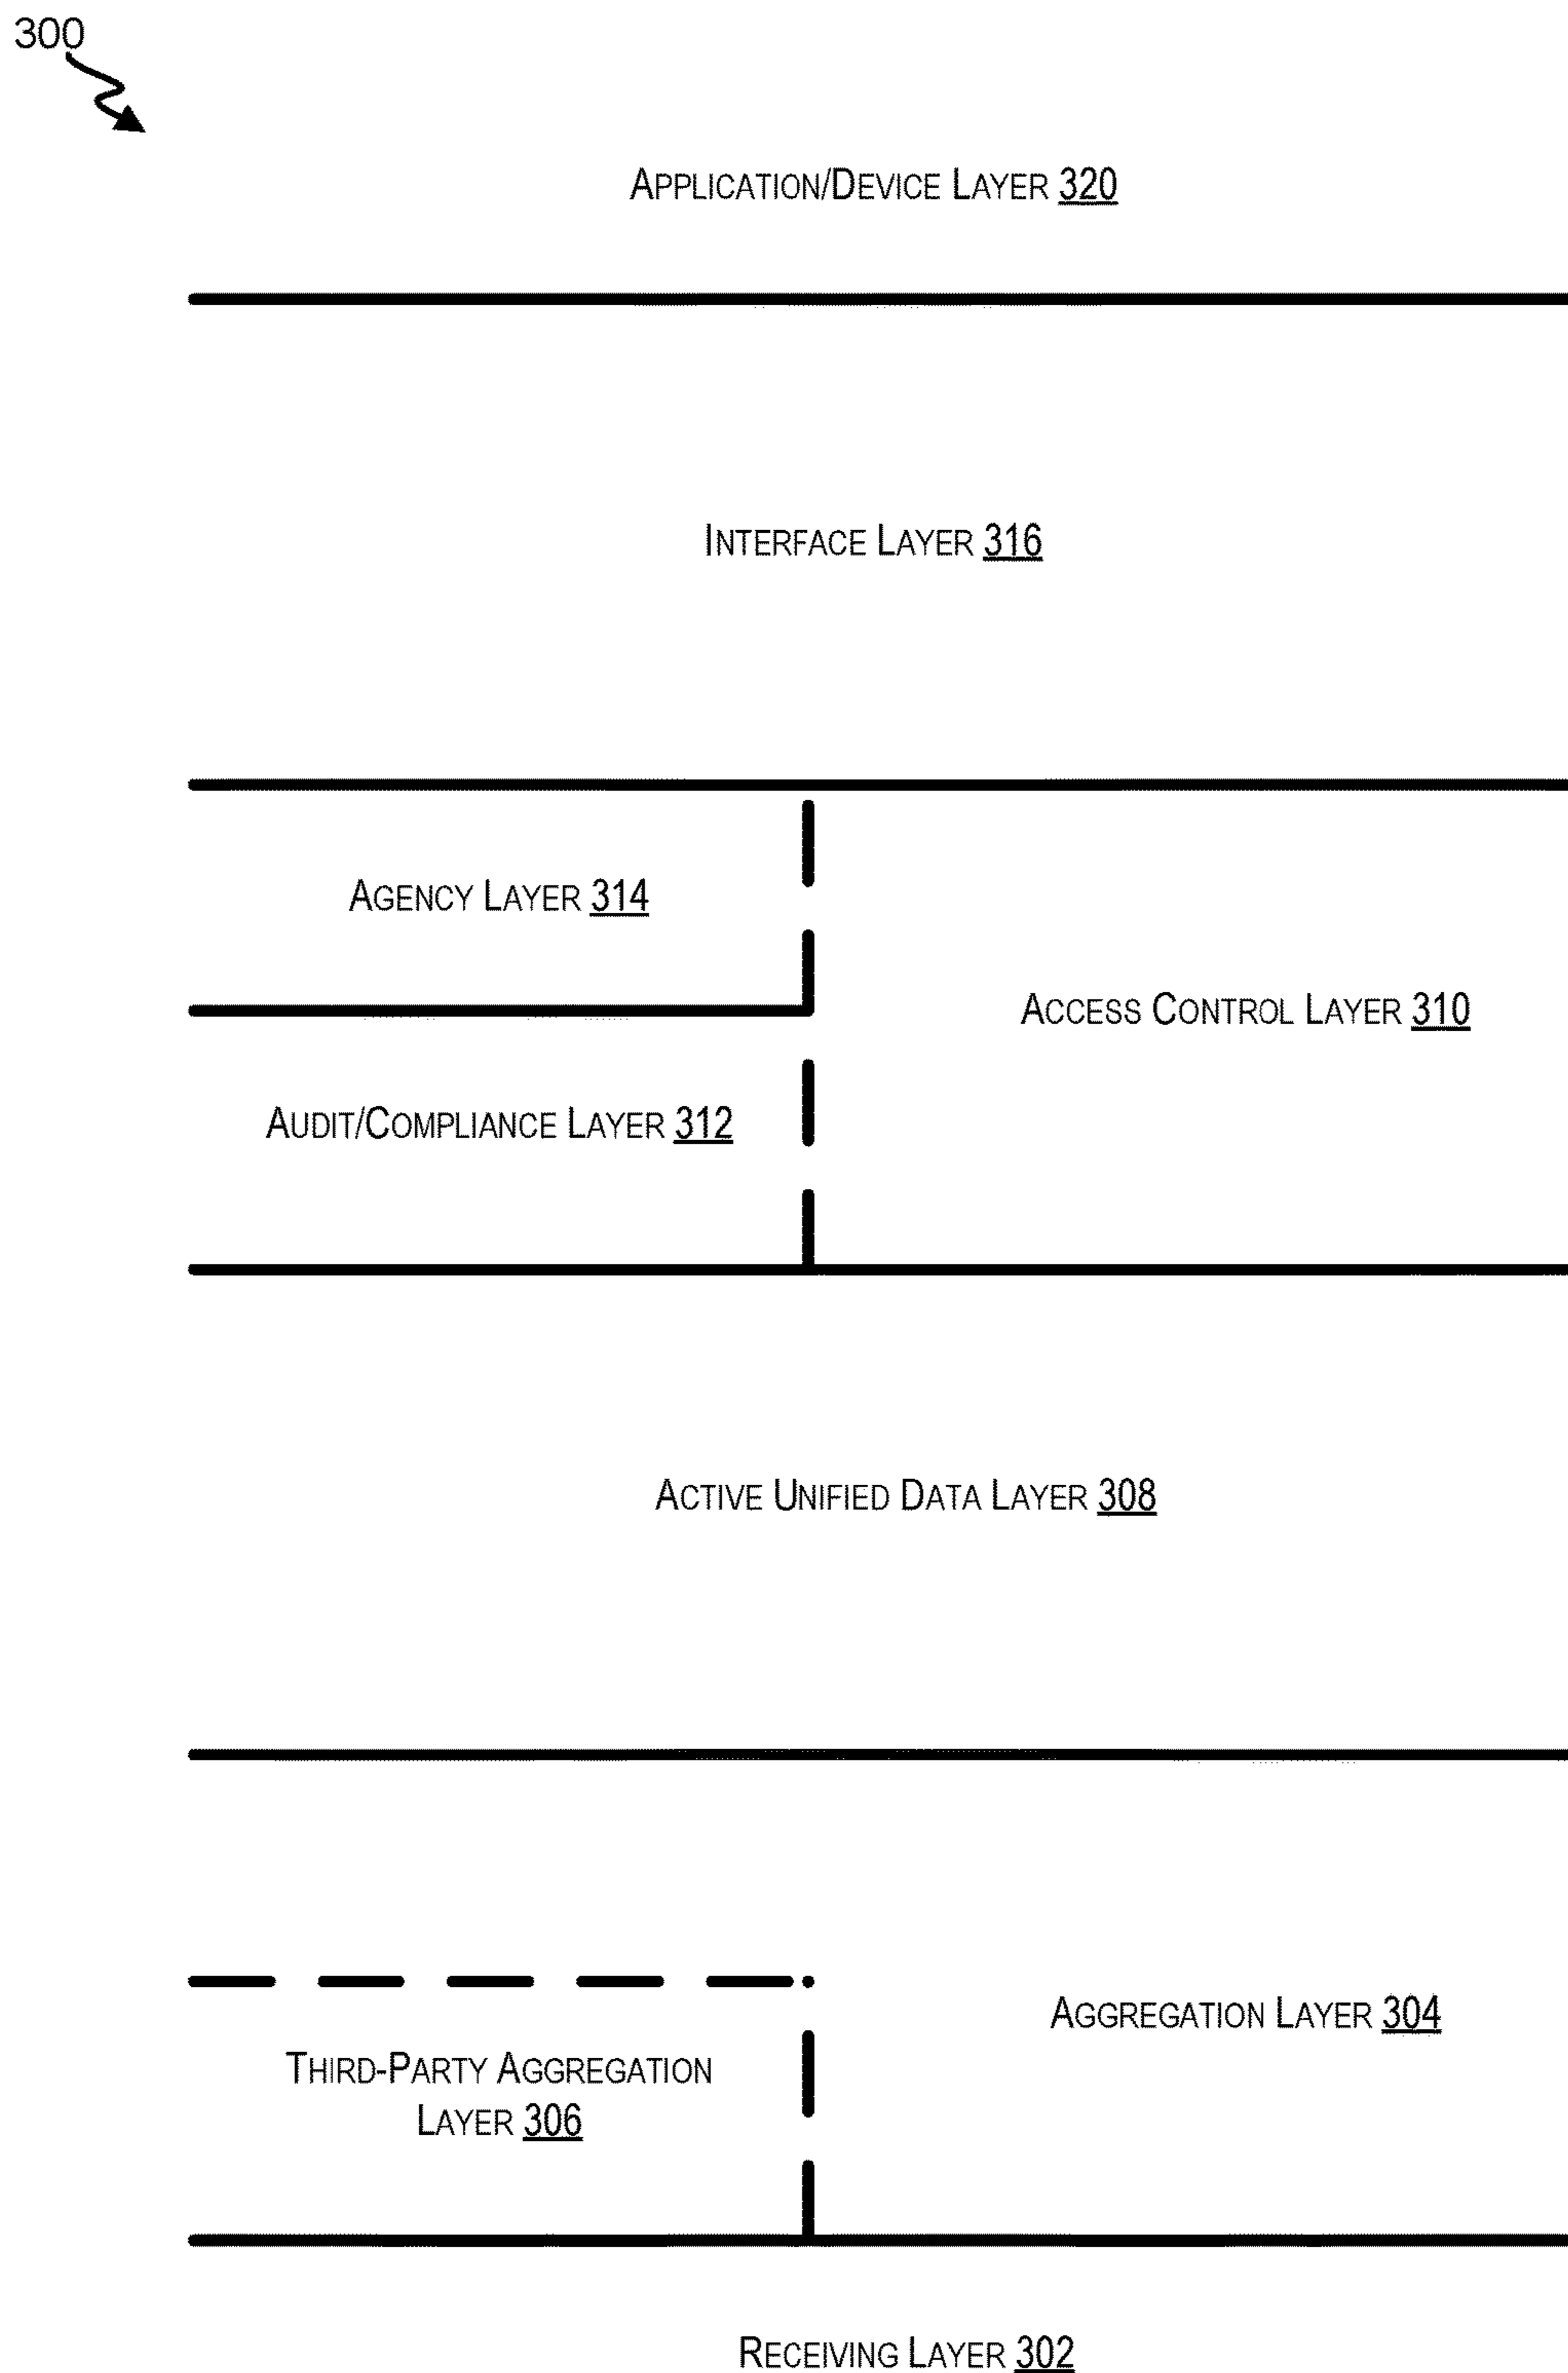 300
APPLICATION/DEVICE LAYER 320
INTERFACE LAYER 316
AGENCY LAYER 314
ACCESS CONTROL LAYER 310
AUDIT/COMPLIANCE LAYER 312
ACTIVE UNIFIED DATA LAYER 308
AGGREGATION LAYER 304
THIRD-PARTY AGGREGATION
LAYER 306
RECEIVING LAYER 302